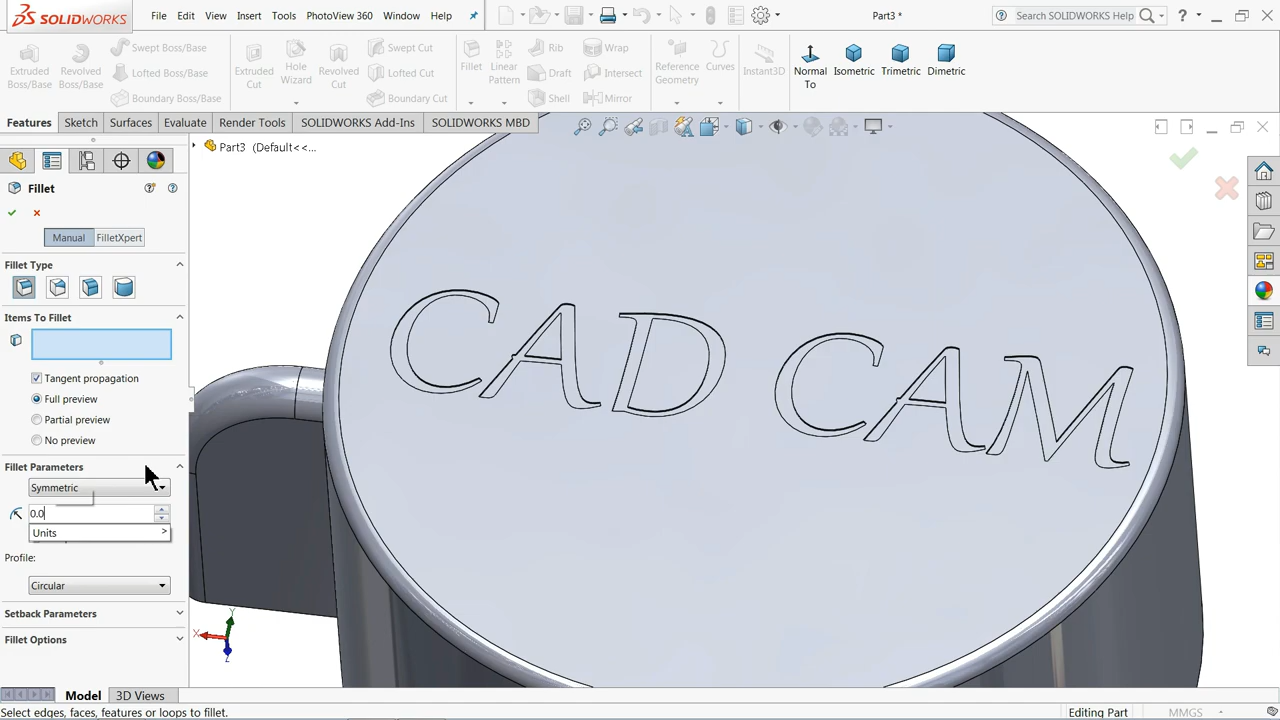 SOLIDWORKS
File Edit View Insert Tools PhotoView 360 Window Help
Part3 *
Search SOLIDWORKS Help
?
Extruded Boss/Base
Revolved Boss/Base
Swept Boss/Base
Lofted Boss/Base
Boundary Boss/Base
Extruded Cut
Hole Wizard
Revolved Cut
Swept Cut
Lofted Cut
Boundary Cut
Fillet
Linear Pattern
Rib
Draft
Shell
Wrap
Intersect
Mirror
Reference Geometry
Curves
Instant3D
Normal To
Isometric
Trimetric
Dimetric
Features Sketch Surfaces Evaluate Render Tools SOLIDWORKS Add-Ins SOLIDWORKS MBD
Part3 (Default<<...
Fillet
Manual FilletXpert
Fillet Type
Items To Fillet
Tangent propagation
Full preview
Partial preview
No preview
Fillet Parameters
Symmetric
0.0
Units >
Profile:
Circular
Setback Parameters
Fillet Options
CAD CAM
Y
X
Z
Model 3D Views
Select edges, faces, features or loops to fillet.
Editing Part
MMGS